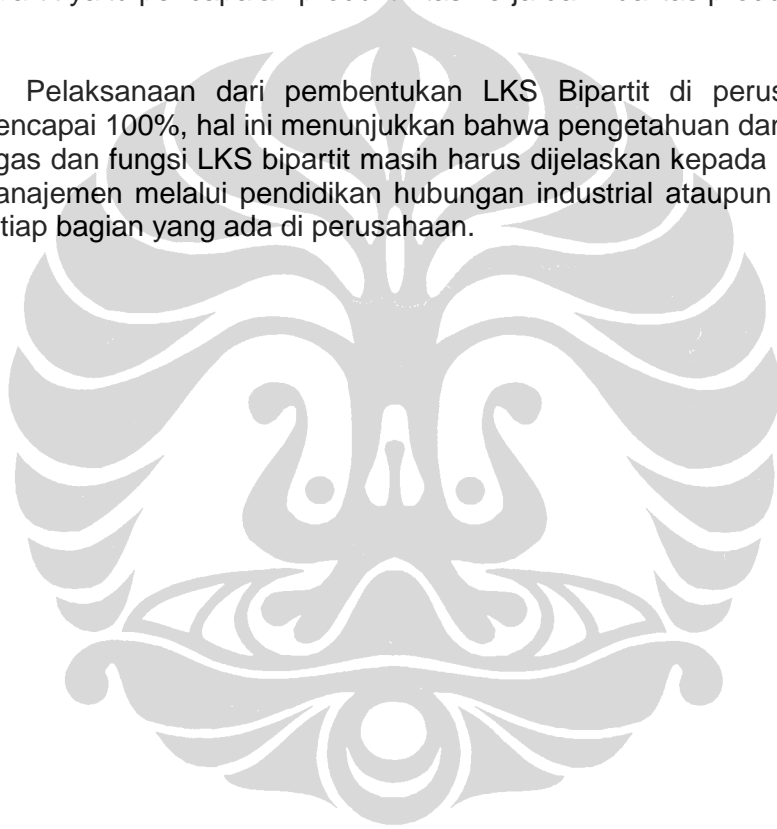 Pelaksanaan dari pembentukan LKS Bipartit di perus
encapai 100%, hal ini menunjukkan bahwa pengetahuan dar
gas dan fungsi LKS bipartit masih harus dijelaskan kepada
anajemen melalui pendidikan hubungan industrial ataupun
tiap bagian yang ada di perusahaan.